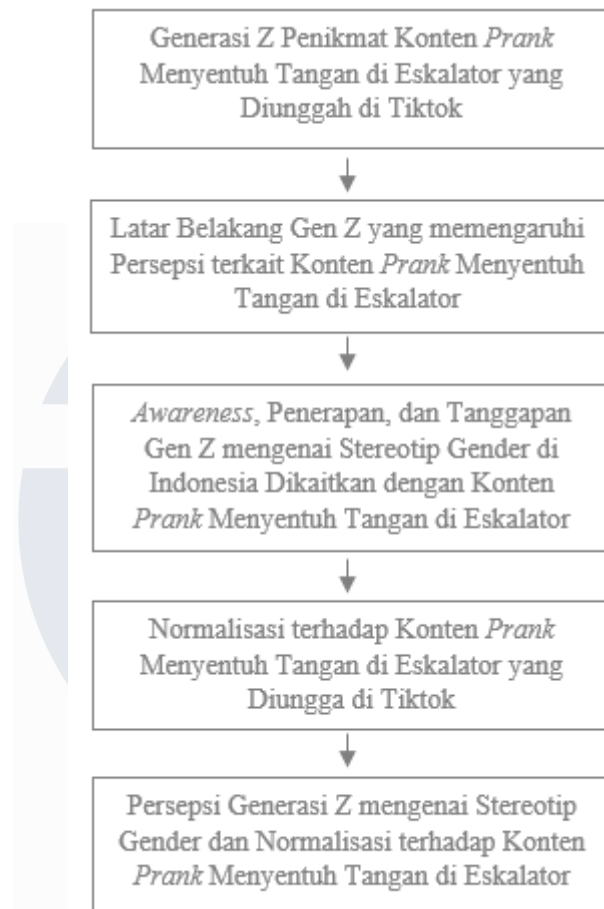 Generasi Z Penikmat Konten Prank
Menyentuh Tangan di Eskalator yang
Diunggah di Tiktok
Latar Belakang Gen Z yang memengaruhi
Persepsi terkait Konten Prank Menyentuh
Tangan di Eskalator
Awareness, Penerapan, dan Tanggapan
Gen Z mengenai Stereotip Gender di
Indonesia Dikaitkan dengan Konten
Prank Menyentuh Tangan di Eskalator
Normalisasi terhadap Konten Prank
Menyentuh Tangan di Eskalator yang
Diungga di Tiktok
Persepsi Generasi Z mengenai Stereotip
Gender dan Normalisasi terhadap Konten
Prank Menyentuh Tangan di Eskalator